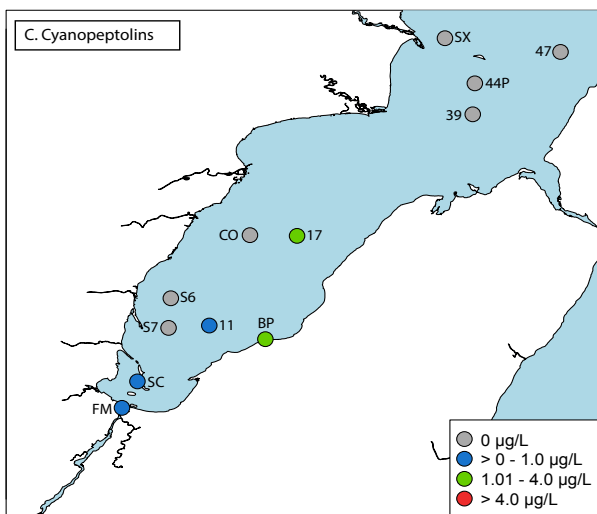 C. Cyanopeptolins
SX
47
44P
39
CO
17
S6
S7
11
BP
SC
FM
0 µg/L
> 0 - 1.0 µg/L
1.01 - 4.0 µg/L
> 4.0 µg/L